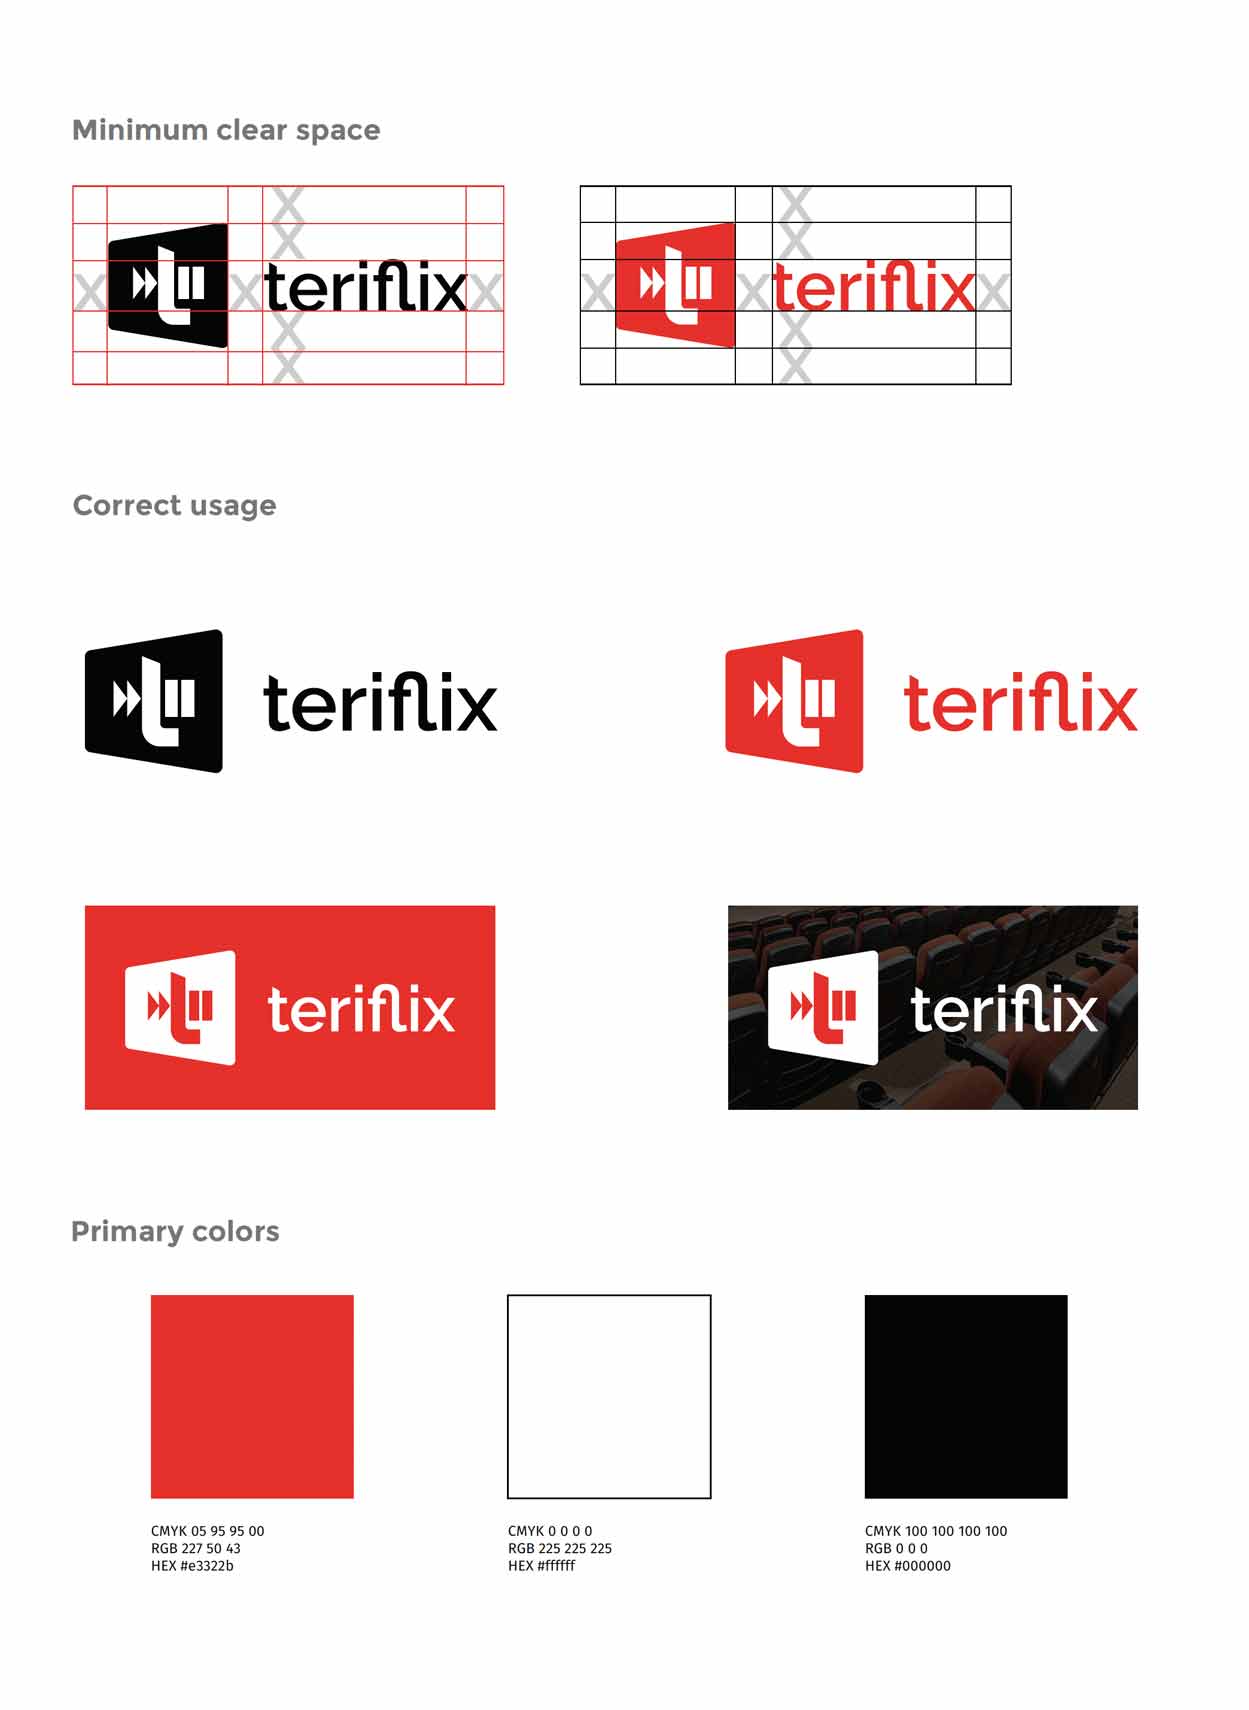 Minimum clear space
X
X
X t X teriflix X
X
X
X
X
X t X teriflix X
X
X
Correct usage
t teriflix
t teriflix
t teriflix
t teriflix
Primary colors
CMYK 05 95 95 00
RGB 227 50 43
HEX #e3322b
CMYK 0 0 0 0
RGB 225 225 225
HEX #ffffff
CMYK 100 100 100 100
RGB 0 0 0
HEX #000000